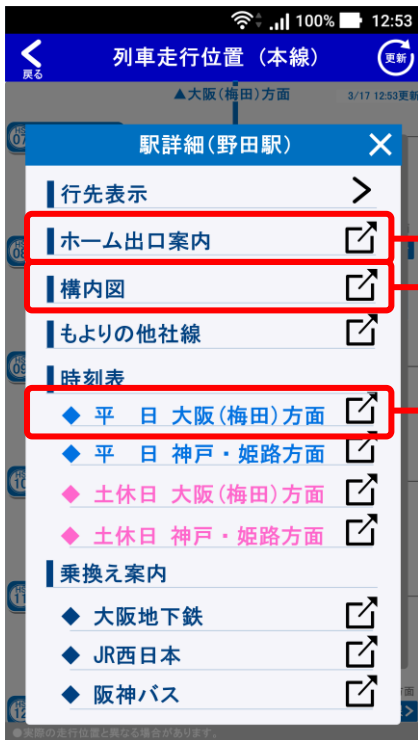 100% 12:53
戻る 列車走行位置（本線） 更新
▲大阪(梅田)方面 3/17 12:53更新
駅詳細(野田駅)
行先表示
ホーム出口案内
構内図
もよりの他社線
時刻表
◆ 平　日 大阪(梅田)方面
◆ 平　日 神戸・姫路方面
◆ 土休日 大阪(梅田)方面
◆ 土休日 神戸・姫路方面
乗換え案内
◆ 大阪地下鉄
◆ JR西日本
◆ 阪神バス
●実際の走行位置と異なる場合があります。